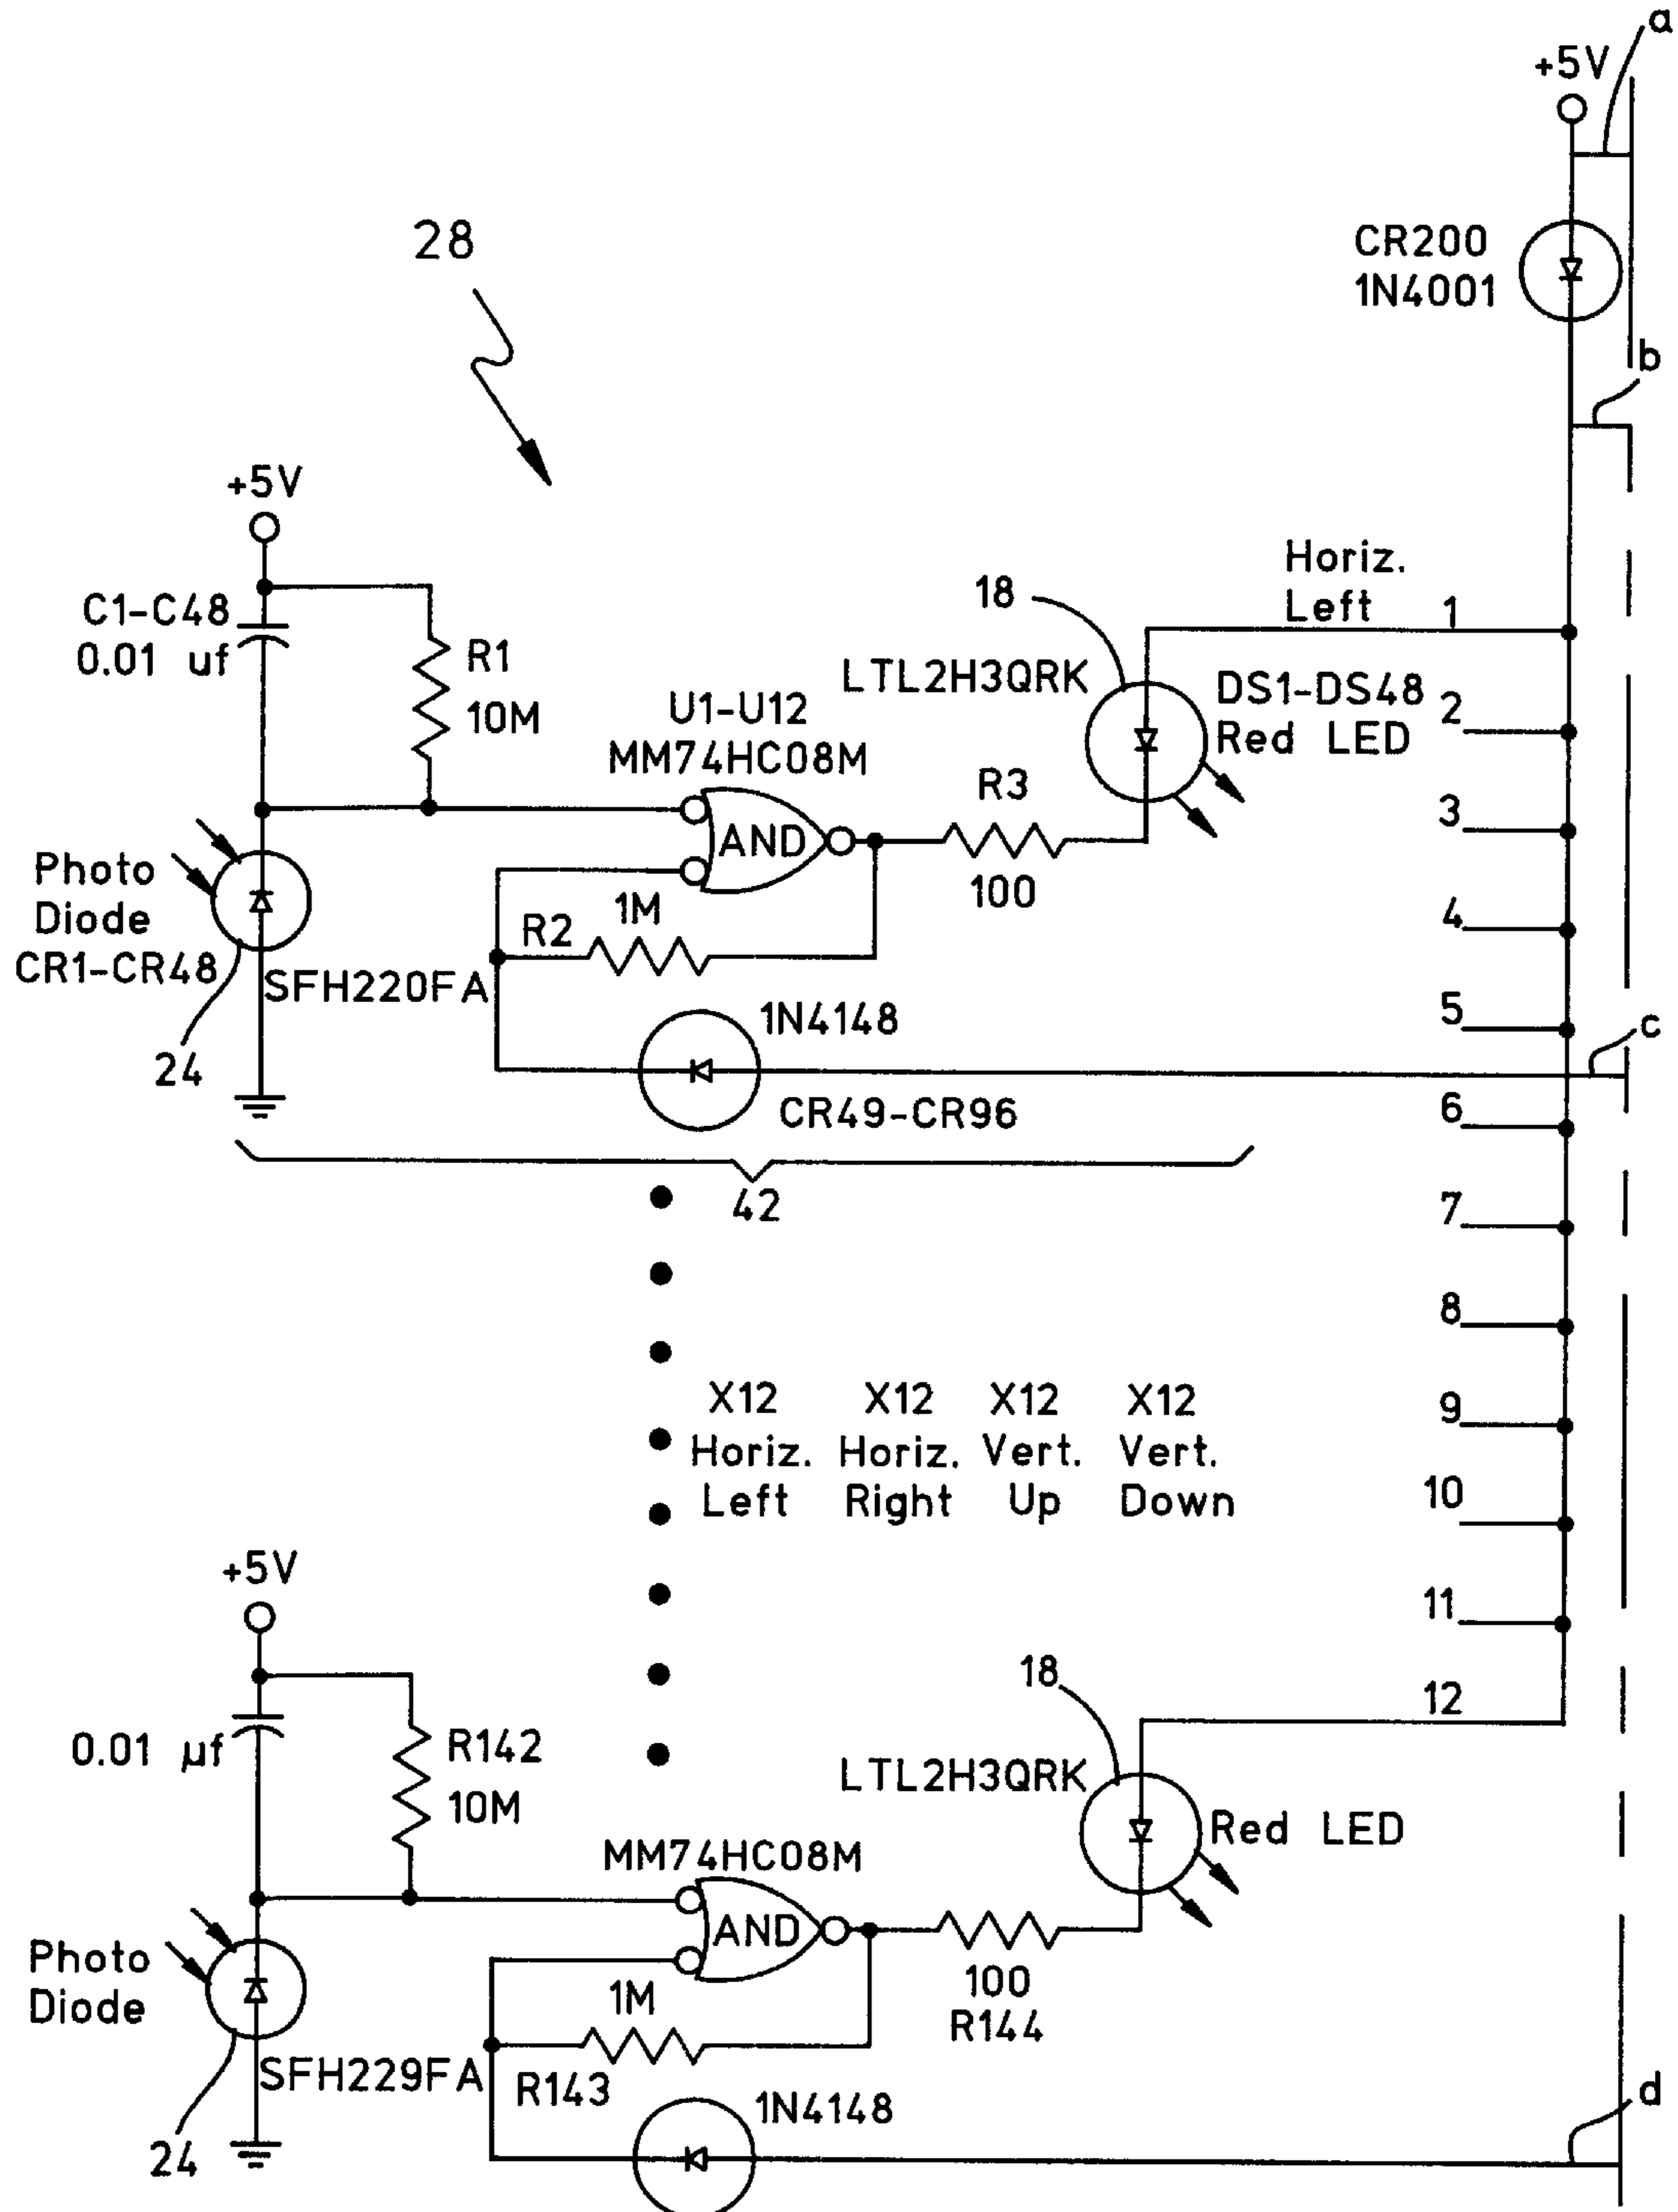 a
+5V
28
CR200
1N4001
b
+5V
Horiz.
Left
1
18
C1-C48
0.01 uf
R1
10M
LTL2H3QRK
DS1-DS48
Red LED
2
U1-U12
MM74HC08M
R3
3
AND
100
Photo
Diode
CR1-CR48
1M
R2
4
SFH220FA
1N4148
5
c
24
CR49-CR96
6
42
7
8
X12
Horiz.
Left
X12
Horiz.
Right
X12
Vert.
Up
X12
Vert.
Down
9
10
+5V
11
18
12
0.01 µf
R142
10M
LTL2H3QRK
Red LED
MM74HC08M
AND
Photo
Diode
1M
100
R144
SFH229FA
R143
1N4148
d
24